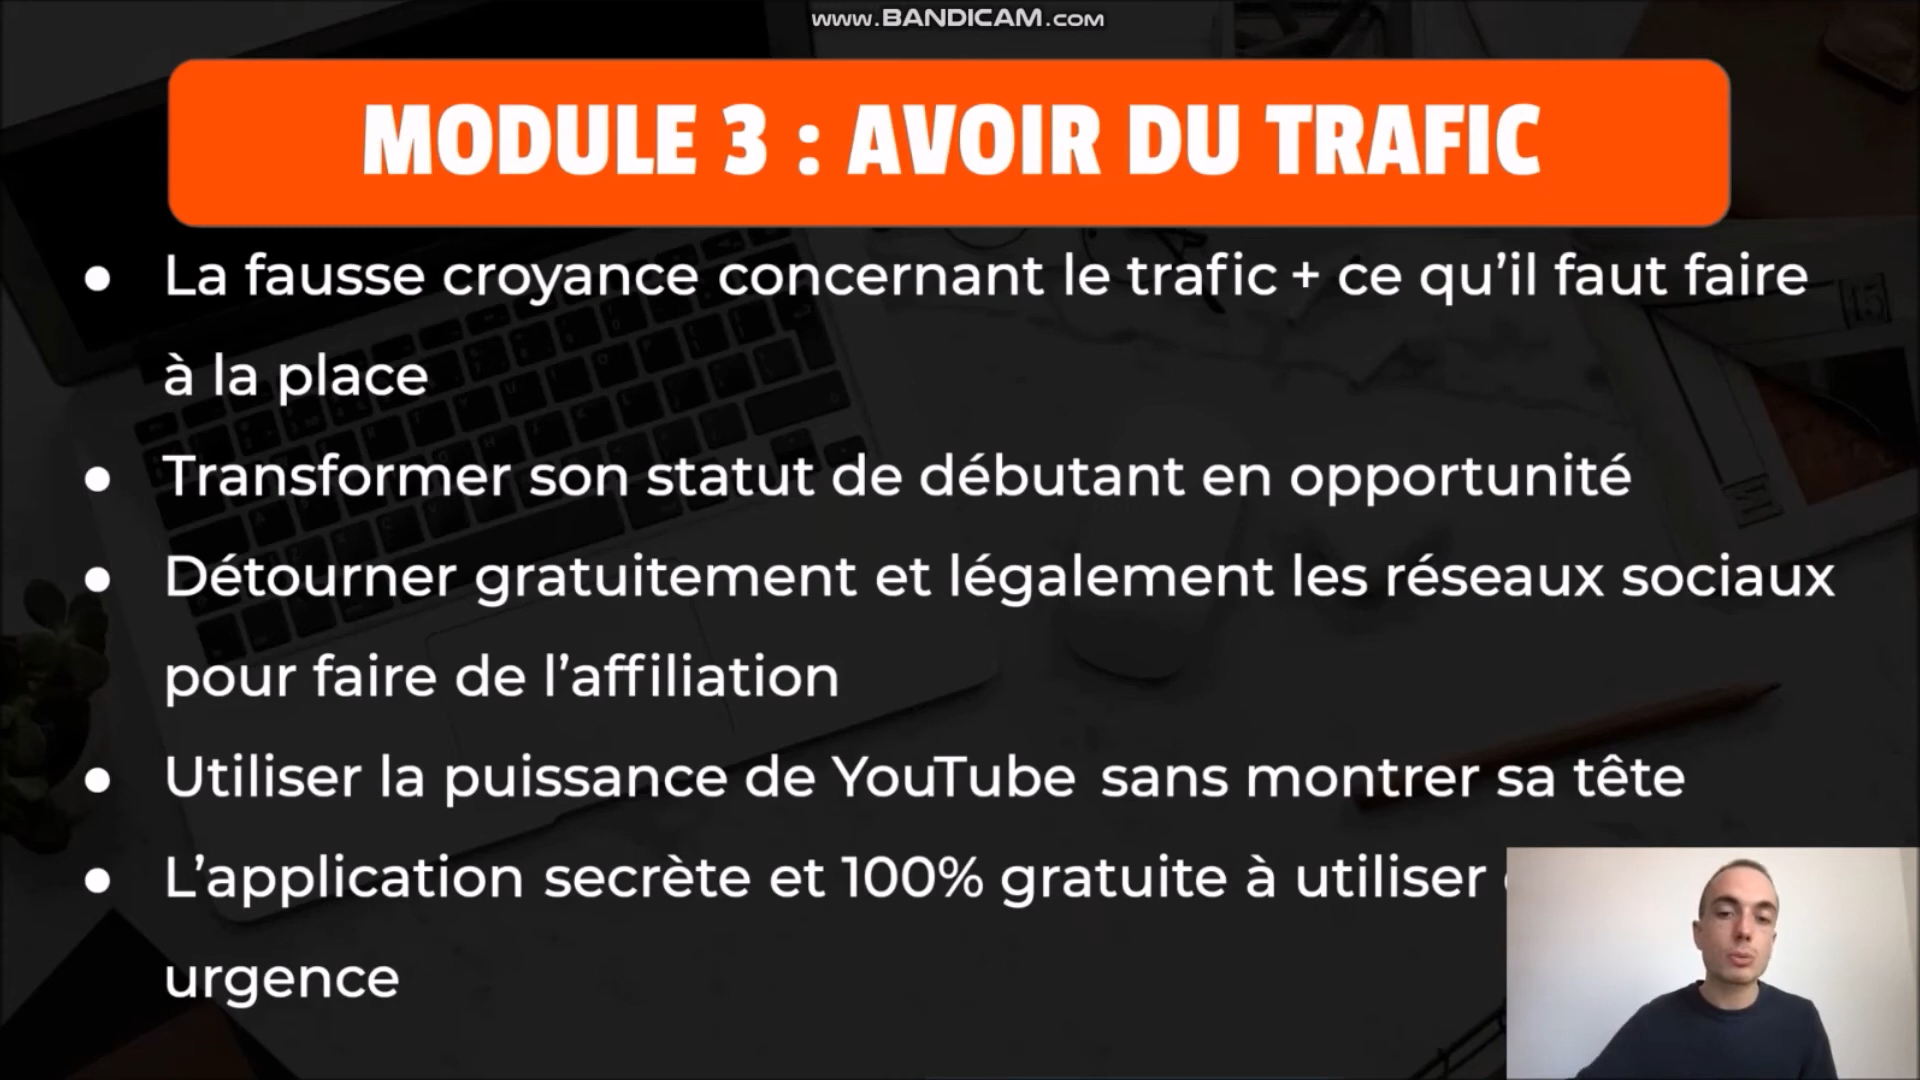 www.BANDICAM.com
MODULE 3 : AVOIR DU TRAFIC
● La fausse croyance concernant le trafic + ce qu’il faut faire
à la place
● Transformer son statut de débutant en opportunité
● Détourner gratuitement et légalement les réseaux sociaux
pour faire de l’affiliation
● Utiliser la puissance de YouTube sans montrer sa tête
● L’application secrète et 100% gratuite à utiliser
urgence